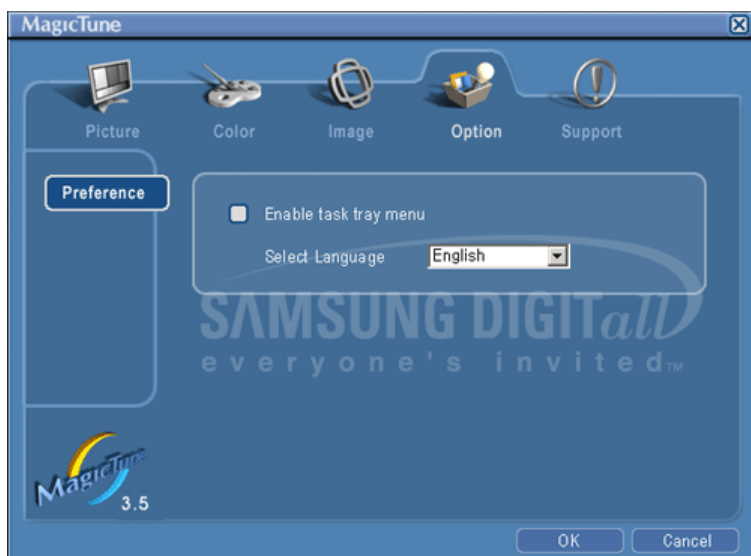 MagicTune
Picture Color Image Option Support
Preference
Enable task tray menu
Select Language English
SAMSUNG DIGITall
everyone's invited™
MagicTune
3.5
OK Cancel